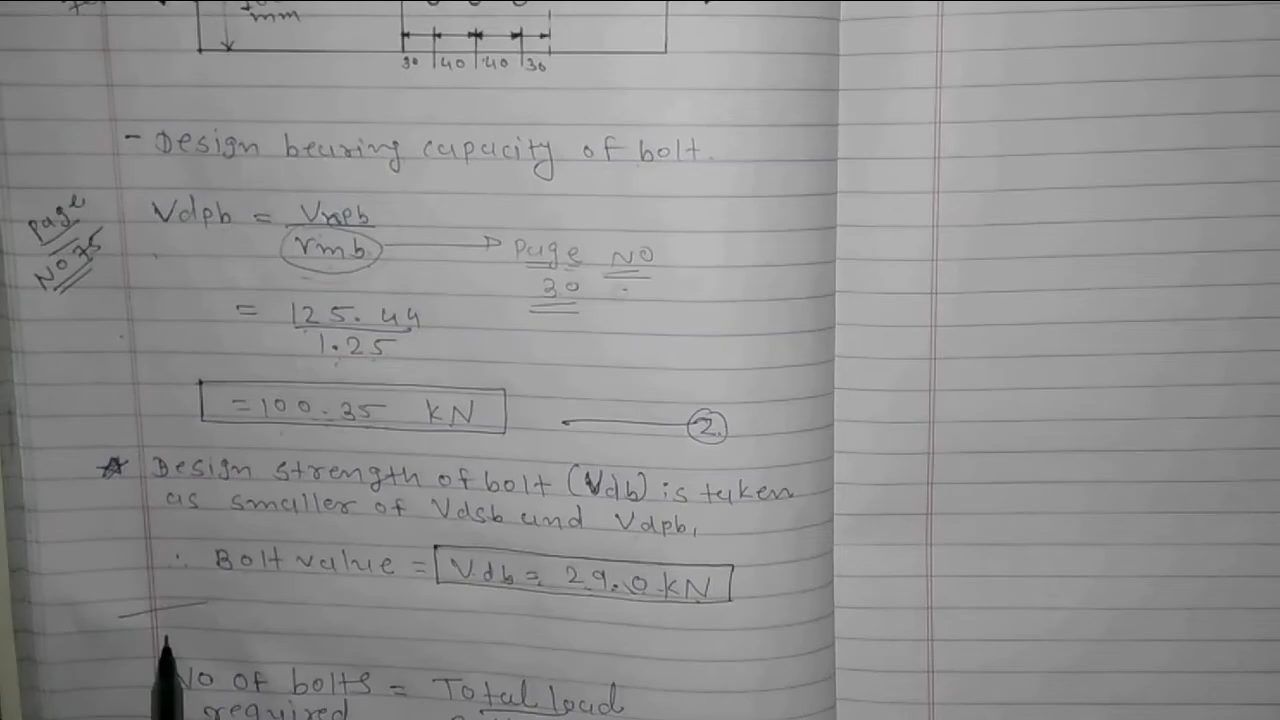 mm
30 40 40 30
- Design bearing capacity of bolt.
Page
No 75
Vdpb = Vnpb
γmb
Page No
30
= 125.44
1.25
= 100.35 KN
2
Design strength of bolt (Vdb) is taken
as smaller of Vdsb and Vdpb,
∴ Bolt value = Vdb = 29.0 KN
No of bolts = Total load
required